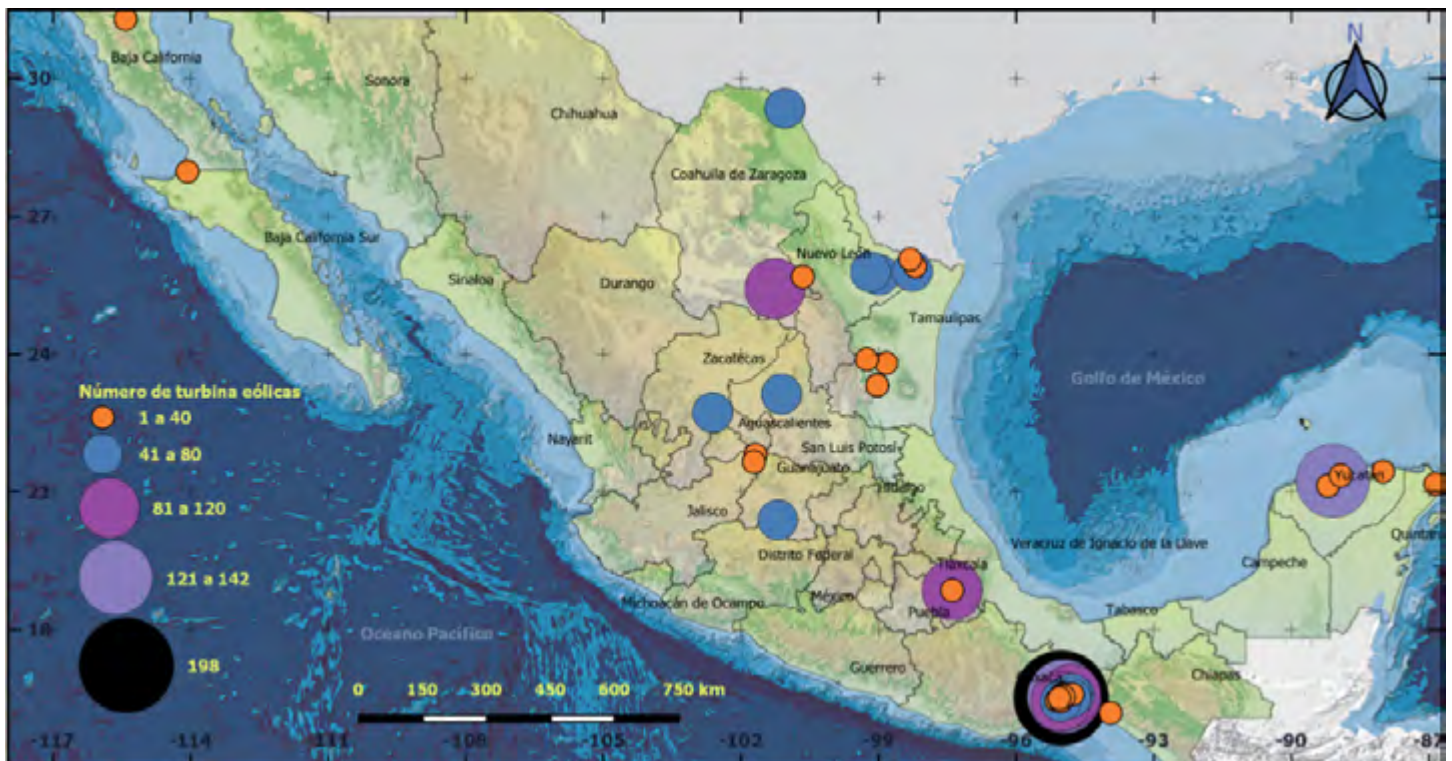 N
Baja California
30
Sonora
Chihuahua
Coahuila de Zaragoza
27
Baja California Sur
Nuevo León
Sinaloa
Durango
Tamaulipas
24
Zacatécas
Golfo de México
Número de turbina eólicas
1 a 40
41 a 80
81 a 120
121 a 142
198
Aguascalientes
Nayarit
San Luis Potosí
Guanajuato
Yucatán
21
Jalisco
Hidalgo
Veracruz de Ignacio de la Llave
Quintana
Distrito Federal
Campeche
Tlaxcala
Michoacán de Ocampo
México
Puebla
Tabasco
18
Oceano Pacífico
Guerrero
Chiapas
0 150 300 450 600 750 km
-117 -114 -111 -108 -105 -102 -99 -96 -93 -90 -87